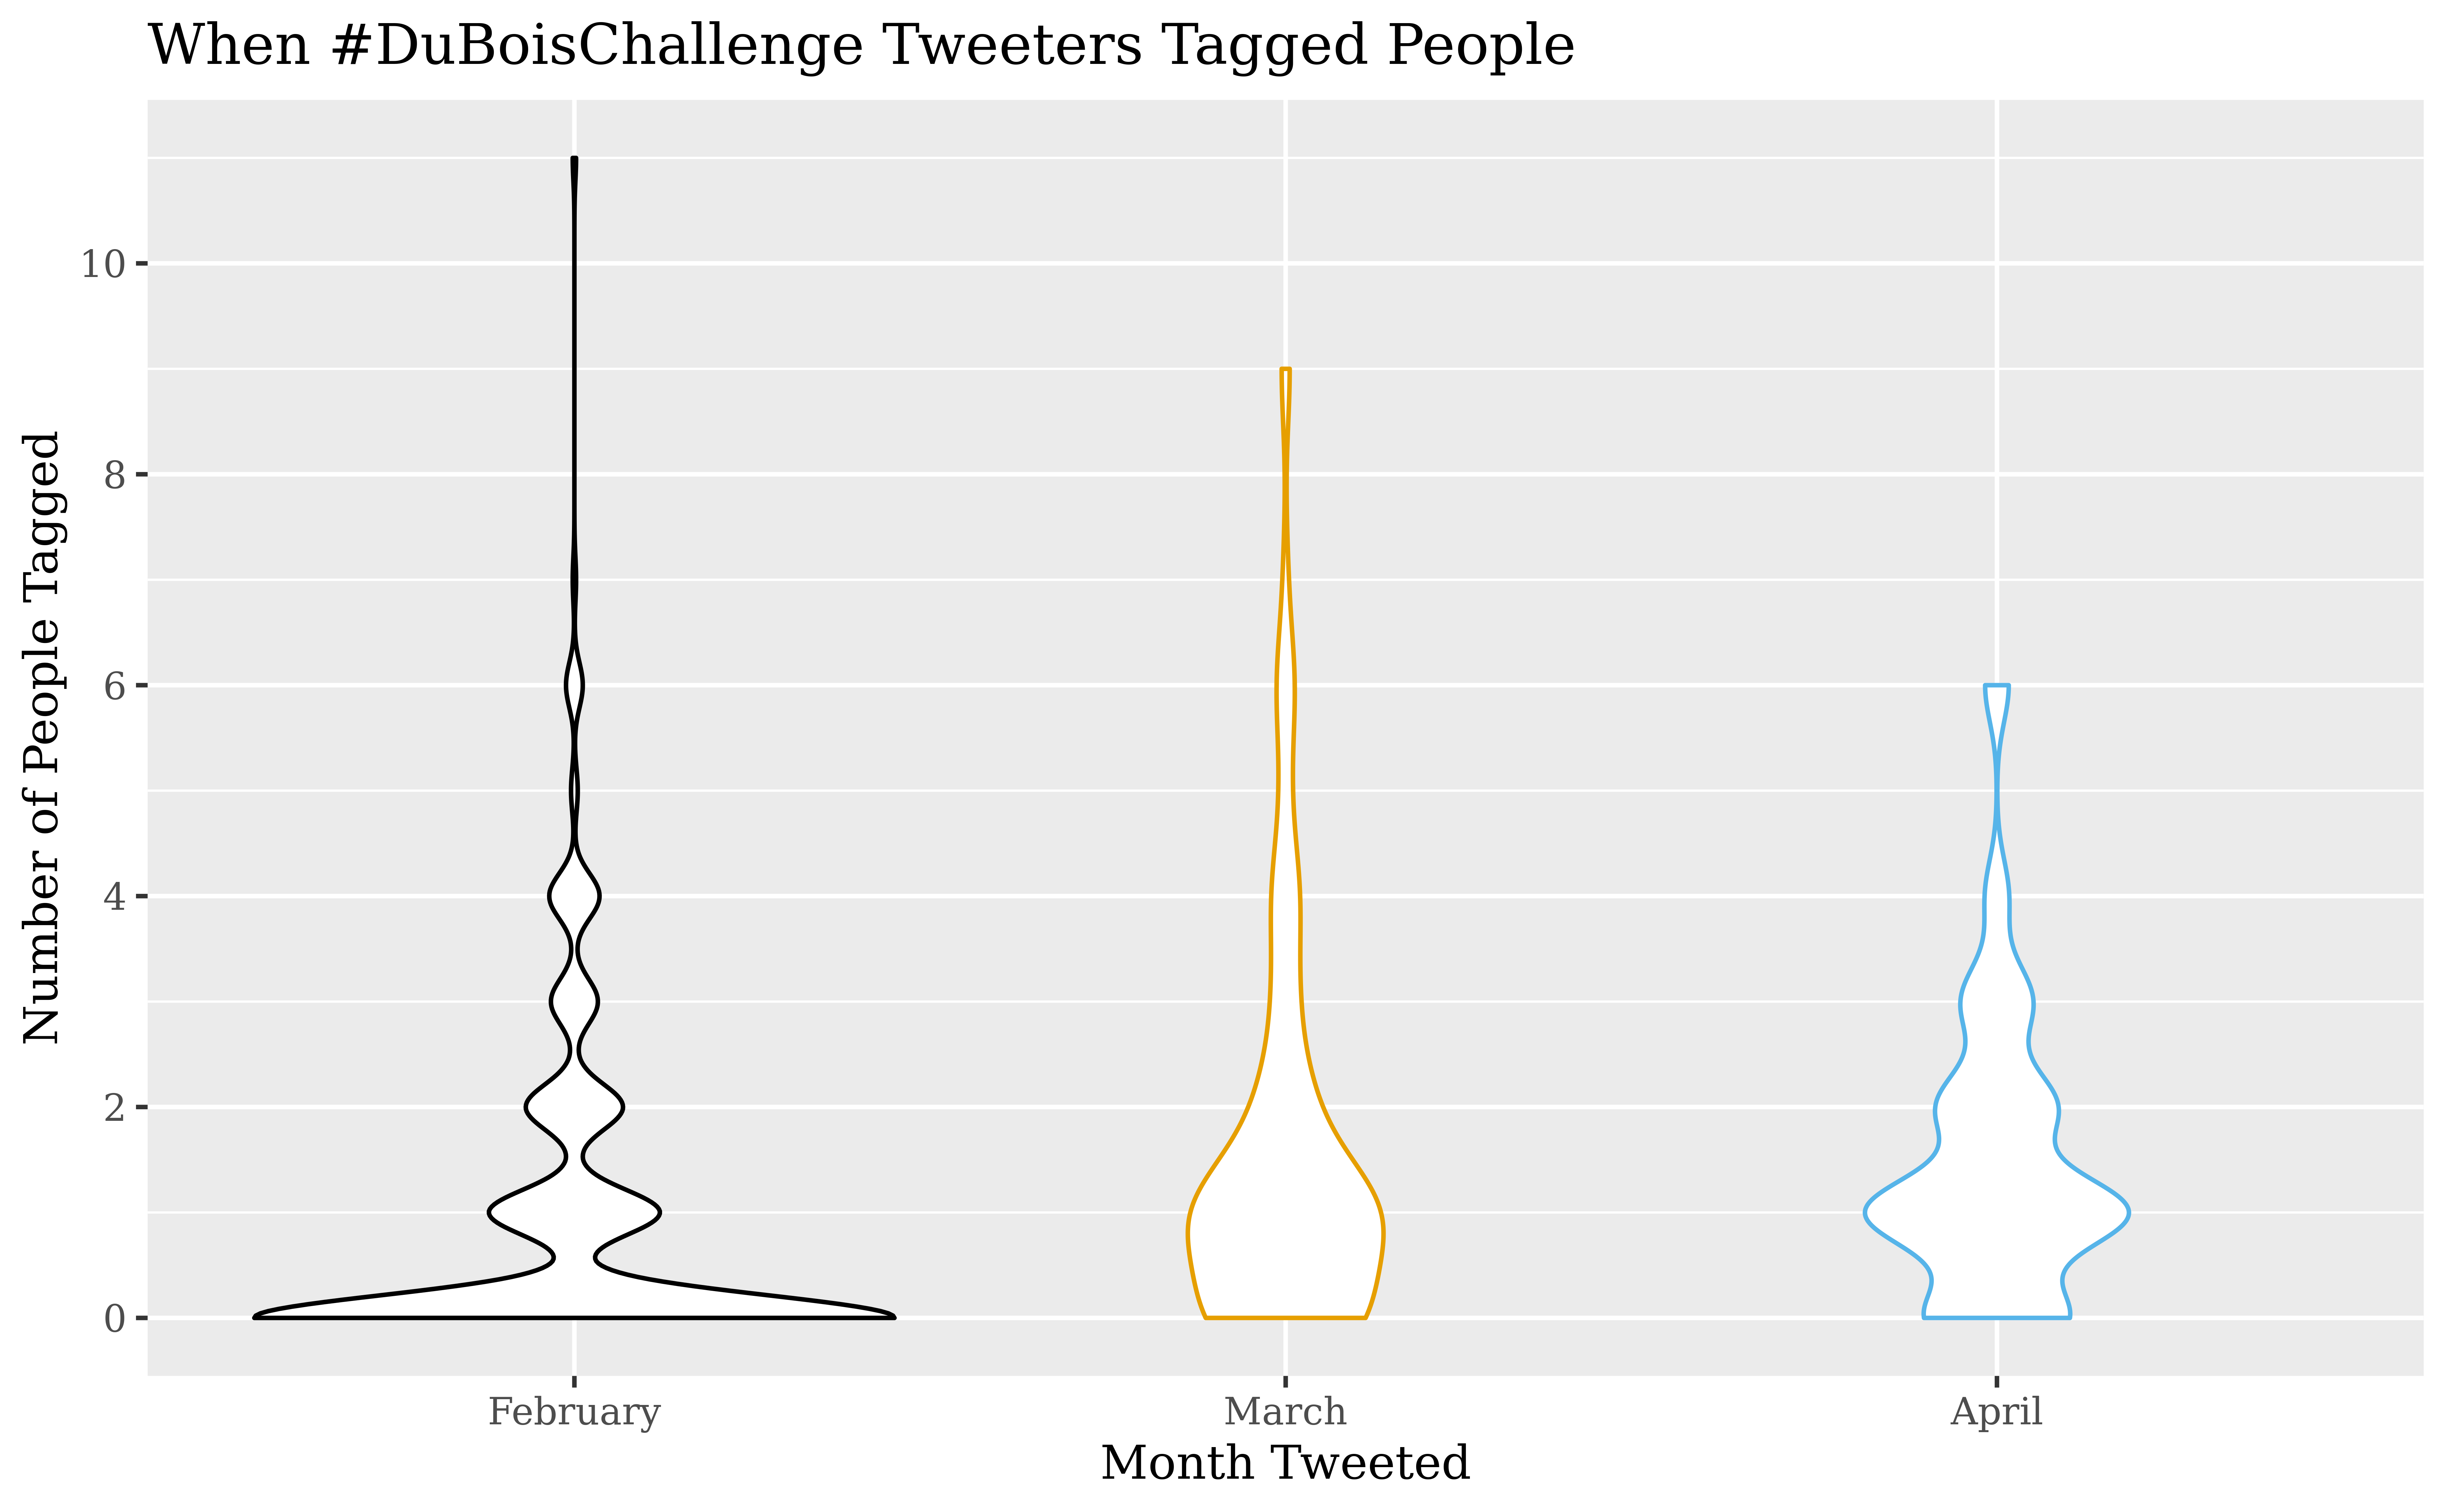 When #DuBoisChallenge Tweeters Tagged People
Number of People Tagged
10
8
6
4
2
0
February
March
April
Month Tweeted